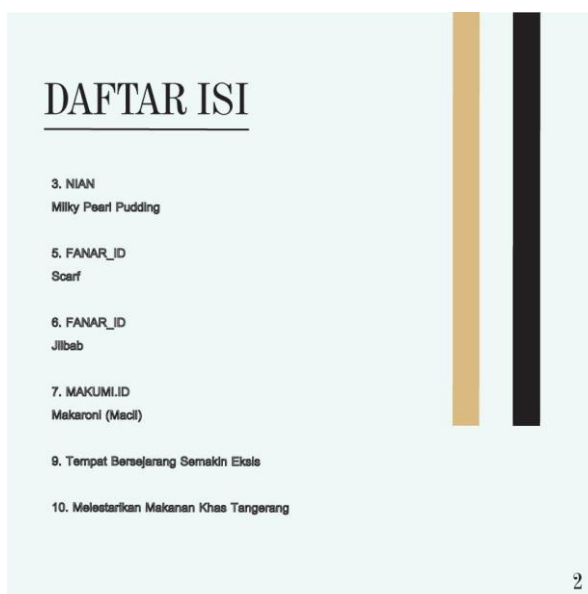 DAFTAR ISI
3. NIAN
Milky Pearl Pudding
5. FANAR_ID
Scarf
6. FANAR_ID
Jilbab
7. MAKUMI.ID
Makaroni (Macil)
9. Tempat Bersejarang Semakin Eksis
10. Melestarikan Makanan Khas Tangerang
2